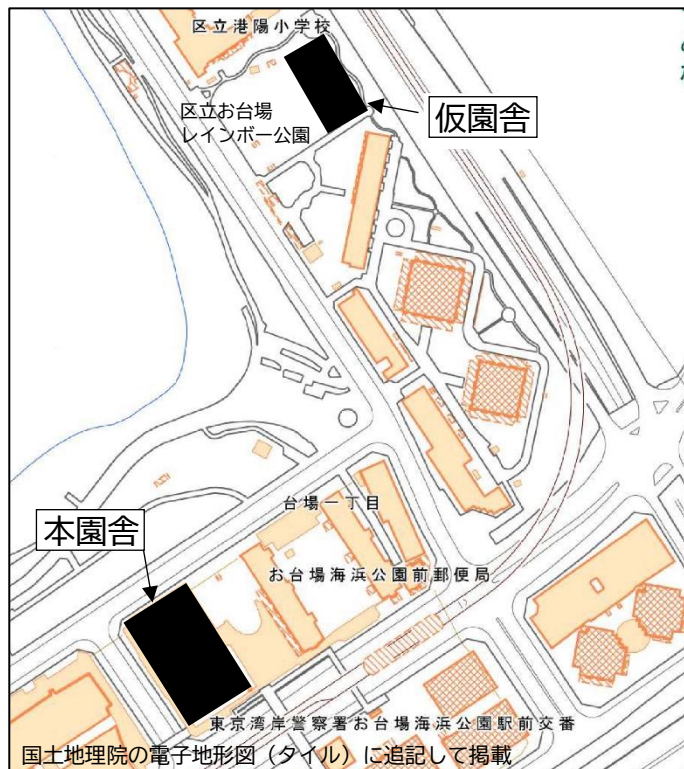 区立港陽小学校
仮園舎
区立お台場
レインボー公園
台場一丁目
本園舎
お台場海浜公園前郵便局
東京湾岸警察署お台場海浜公園駅前交番
国土地理院の電子地形図（タイル）に追記して掲載